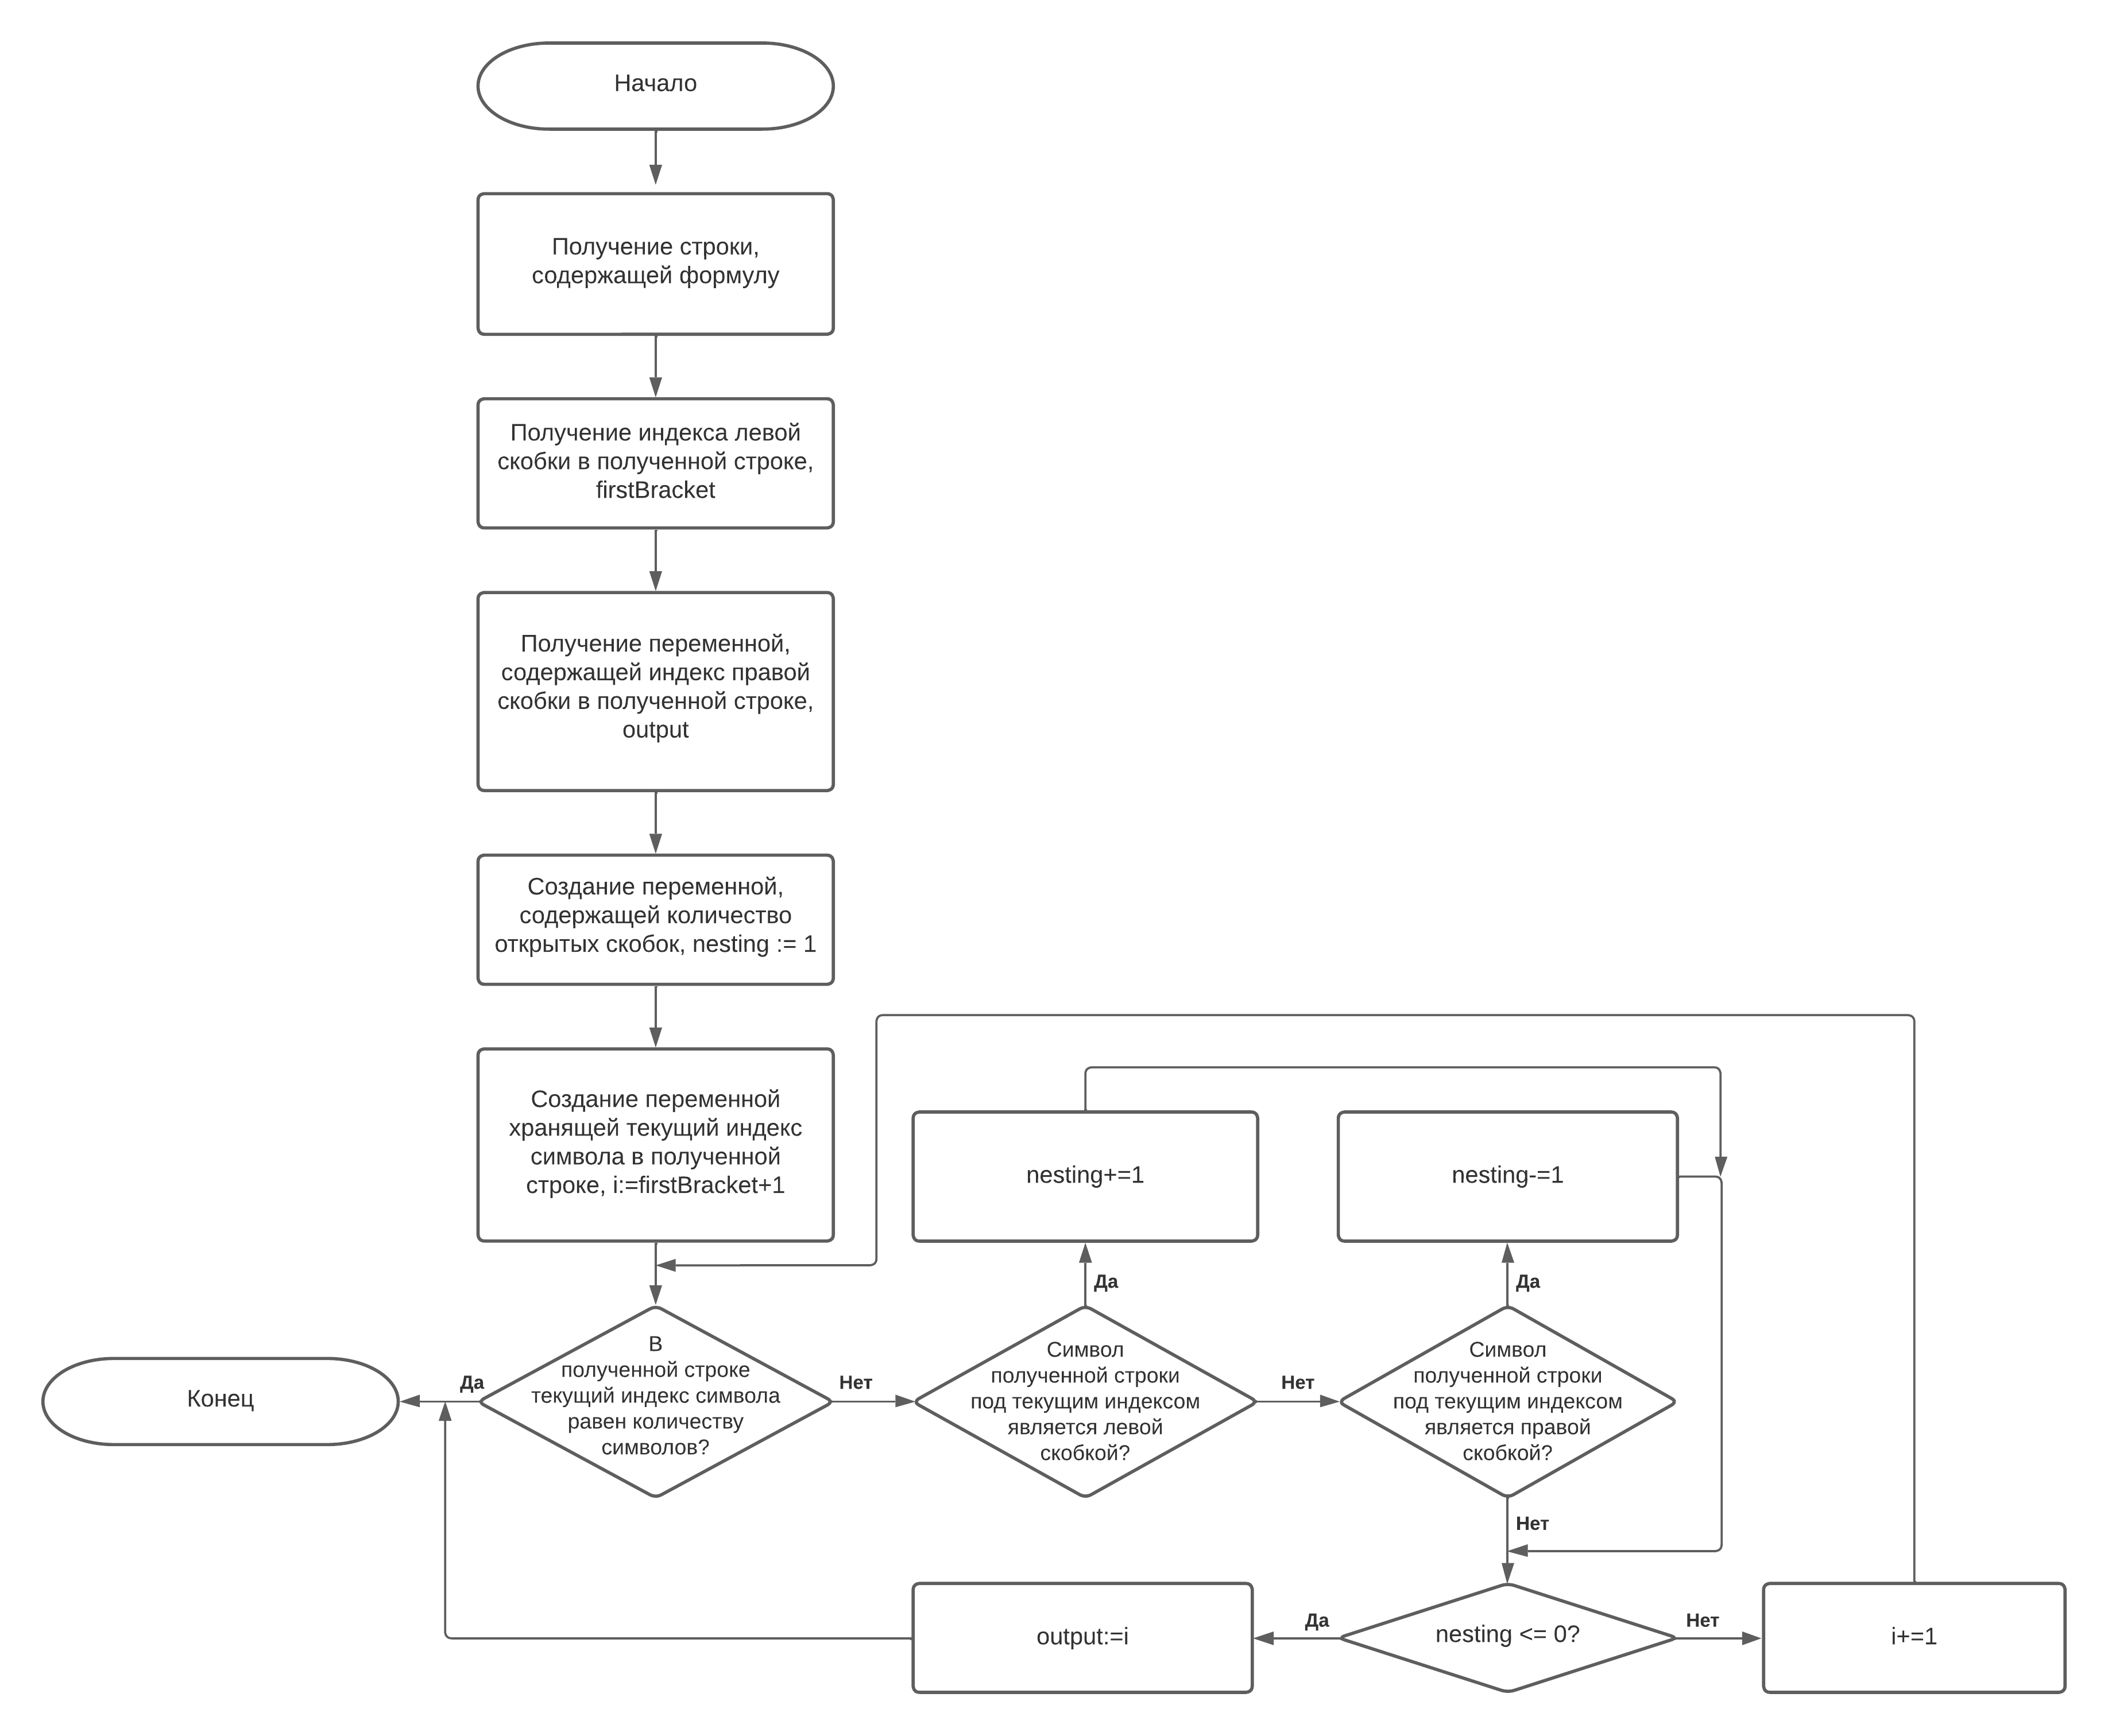 Начало
Получение строки,
содержащей формулу
Получение индекса левой
скобки в полученной строке,
firstBracket
Получение переменной,
содержащей индекс правой
скобки в полученной строке,
output
Создание переменной,
содержащей количество
открытых скобок, nesting := 1
Создание переменной
хранящей текущий индекс
символа в полученной
строке, i:=firstBracket+1
nesting+=1
nesting-=1
Да
Да
Конец
Да
В
полученной строке
текущий индекс символа
равен количеству
символов?
Нет
Символ
полученной строки
под текущим индексом
является левой
скобкой?
Нет
Символ
полученной строки
под текущим индексом
является правой
скобкой?
Нет
output:=i
Да
nesting <= 0?
Нет
i+=1